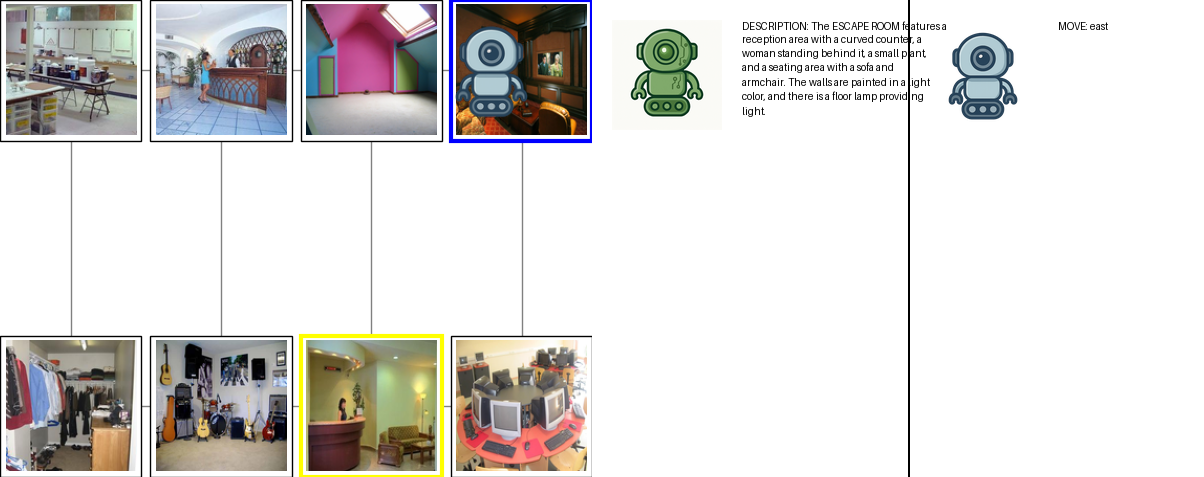 DESCRIPTION: The ESCAPE ROOM features a
reception area with a curved counter, a
woman standing behind it, a small plant,
and a seating area with a sofa and
armchair. The walls are painted in a light
color, and there is a floor lamp providing
light.
MOVE: east